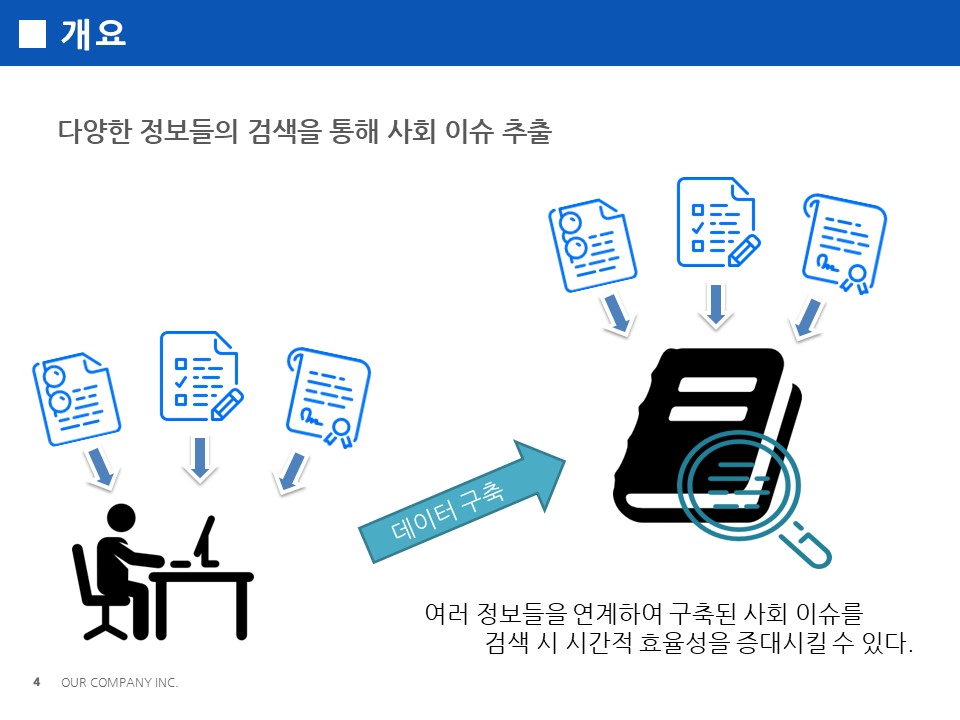 개요
다양한 정보들의 검색을 통해 사회 이슈 추출
데이터 구축
여러 정보들을 연계하여 구축된 사회 이슈를
검색 시 시간적 효율성을 증대시킬 수 있다.
4 OUR COMPANY INC.